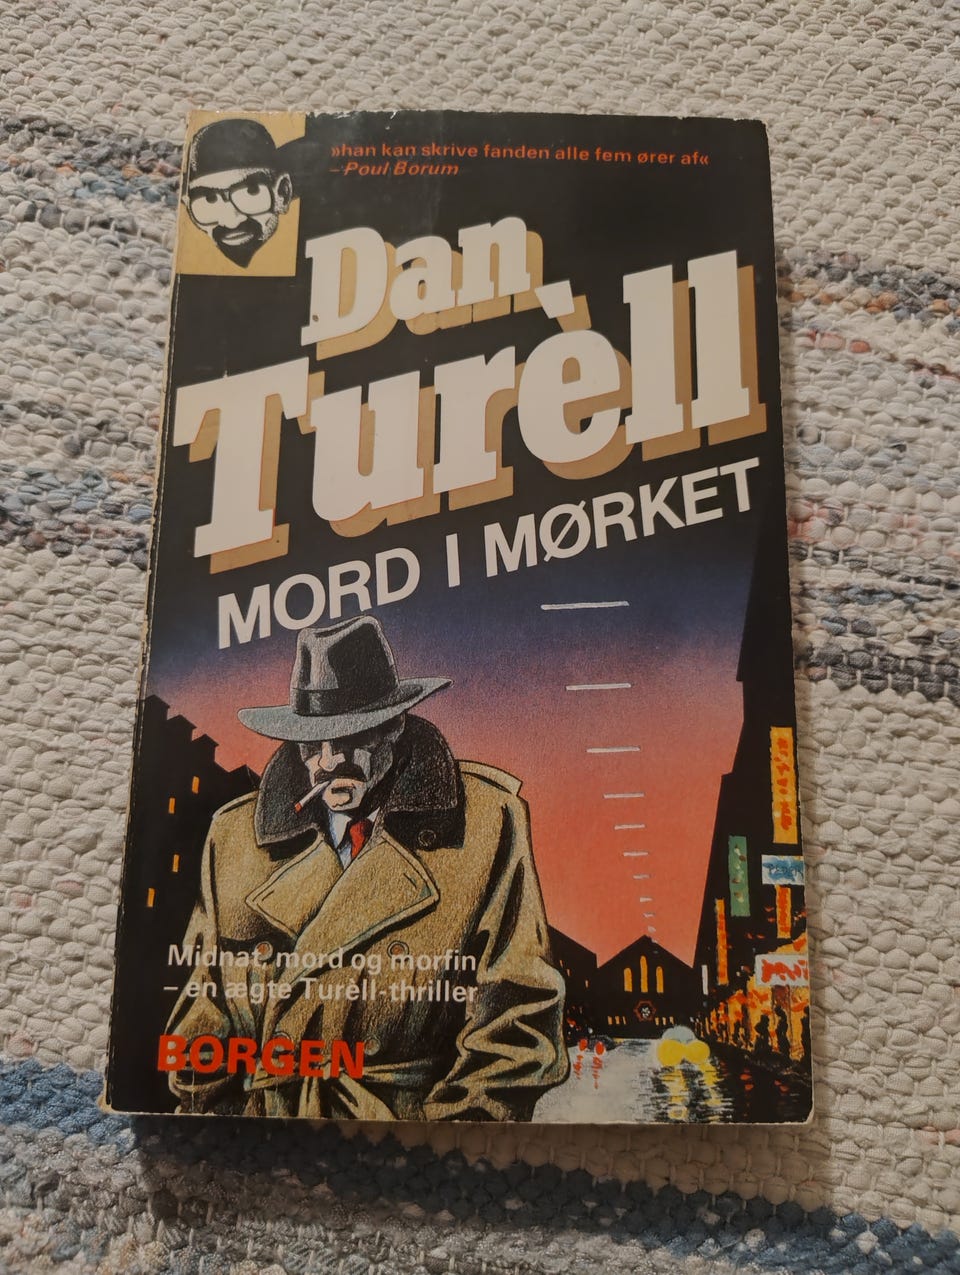 »han kan skrive fanden alle fem ører af«
– Poul Borum
Dan
Turèll
MORD I MØRKET
Midnat, mord og morfin
– en ægte Turèll-thriller
BORGEN